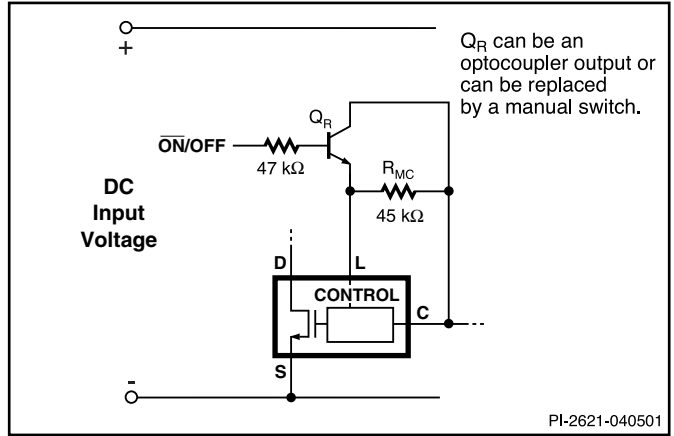 +
Q_R can be an
optocoupler output or
can be replaced
by a manual switch.
Q_R
O̅N̅/OFF
47 kΩ
R_MC
45 kΩ
DC
Input
Voltage
D
L
CONTROL
C
S
-
PI-2621-040501